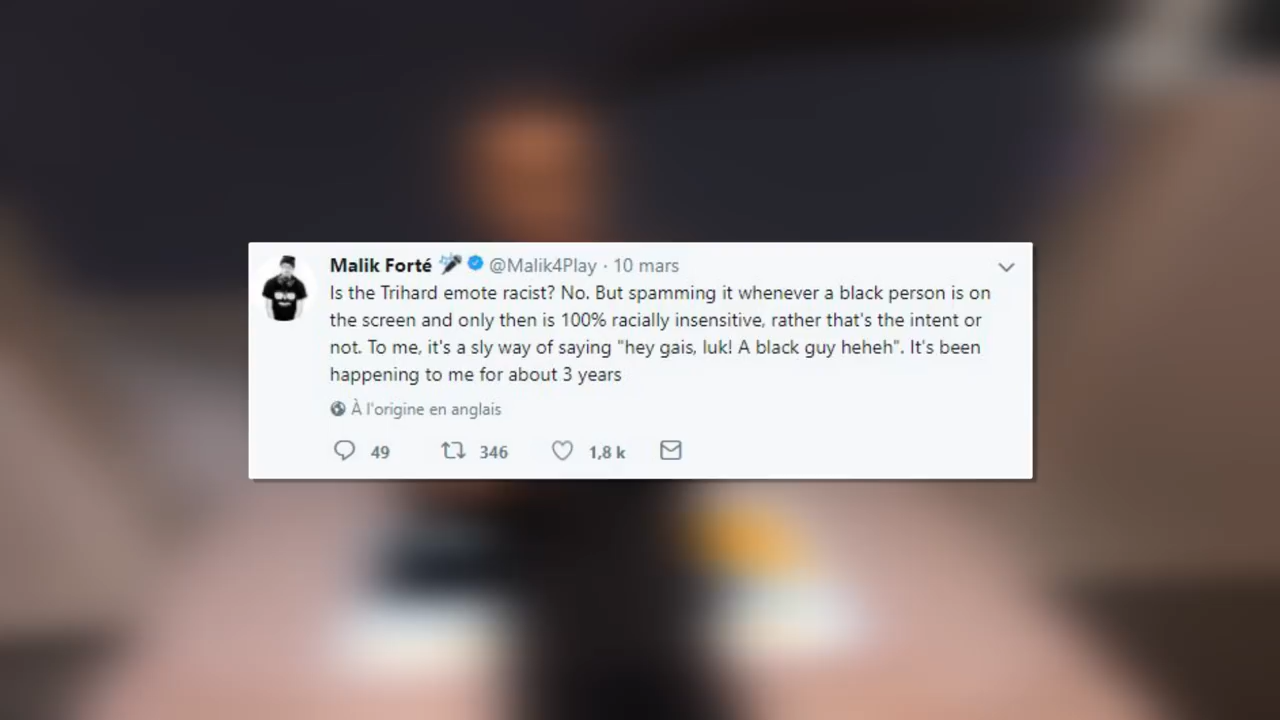 Malik Forté @Malik4Play · 10 mars
Is the Trihard emote racist? No. But spamming it whenever a black person is on
the screen and only then is 100% racially insensitive, rather that's the intent or
not. To me, it's a sly way of saying "hey gais, luk! A black guy heheh". It's been
happening to me for about 3 years
À l'origine en anglais
49 346 1,8 k